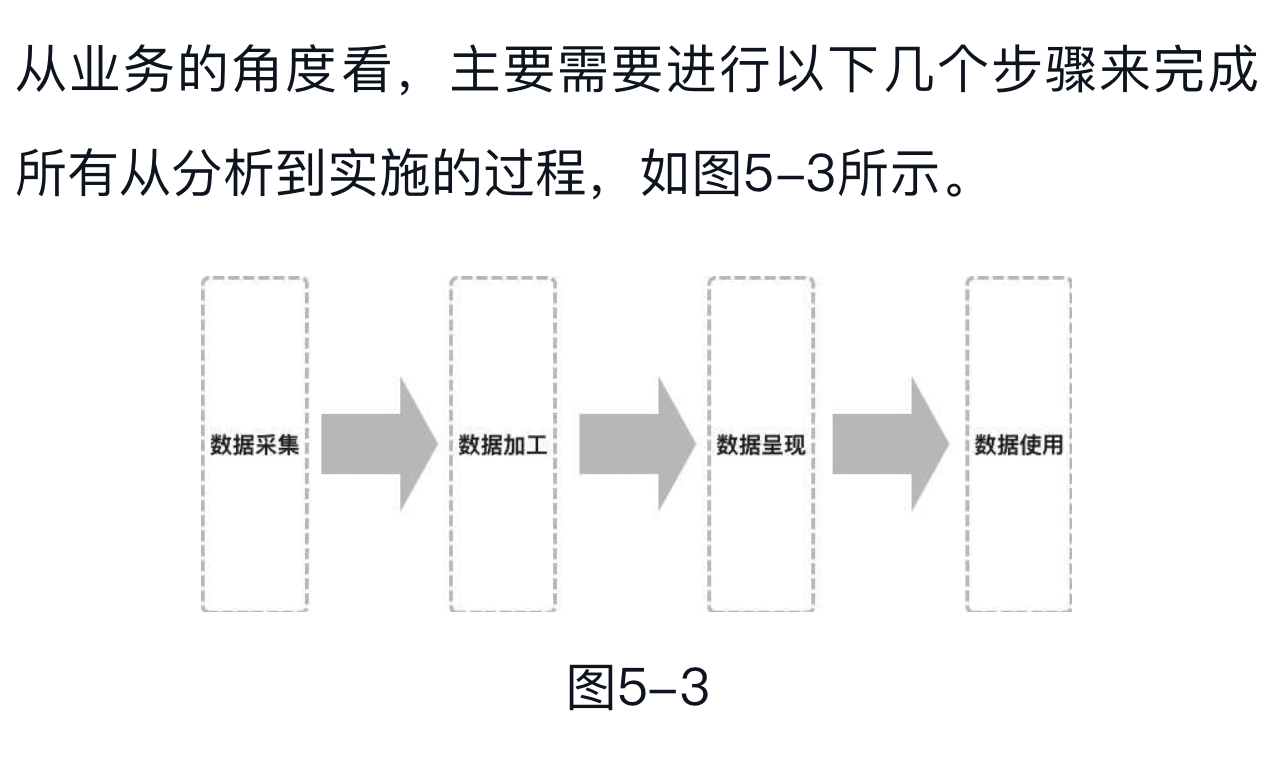 从业务的角度看，主要需要进行以下几个步骤来完成
所有从分析到实施的过程，如图5–3所示。
数据采集
数据加工
数据呈现
数据使用
图5–3